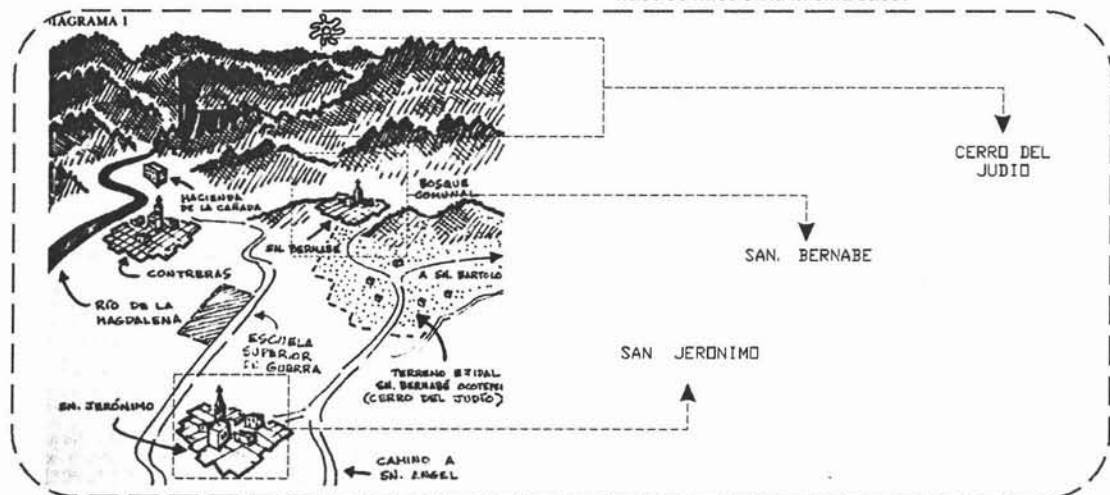 DIAGRAMA 1
CERRO DEL
JUDIO
BOSQUE
COMUNAL
HACIENDA
DE LA CAÑADA
SN. BERNABÉ
SAN. BERNABE
CONTRERAS
A SN. BARTOLO
RÍO DE LA
MAGDALENA
ESCUELA
SUPERIOR
DE GUERRA
SAN JERONIMO
TERRENO EJIDAL
SN. BERNABÉ OCOTEPEC
(CERRO DEL JUDÍO)
SN. JERÓNIMO
CAMINO A
SN. ANGEL